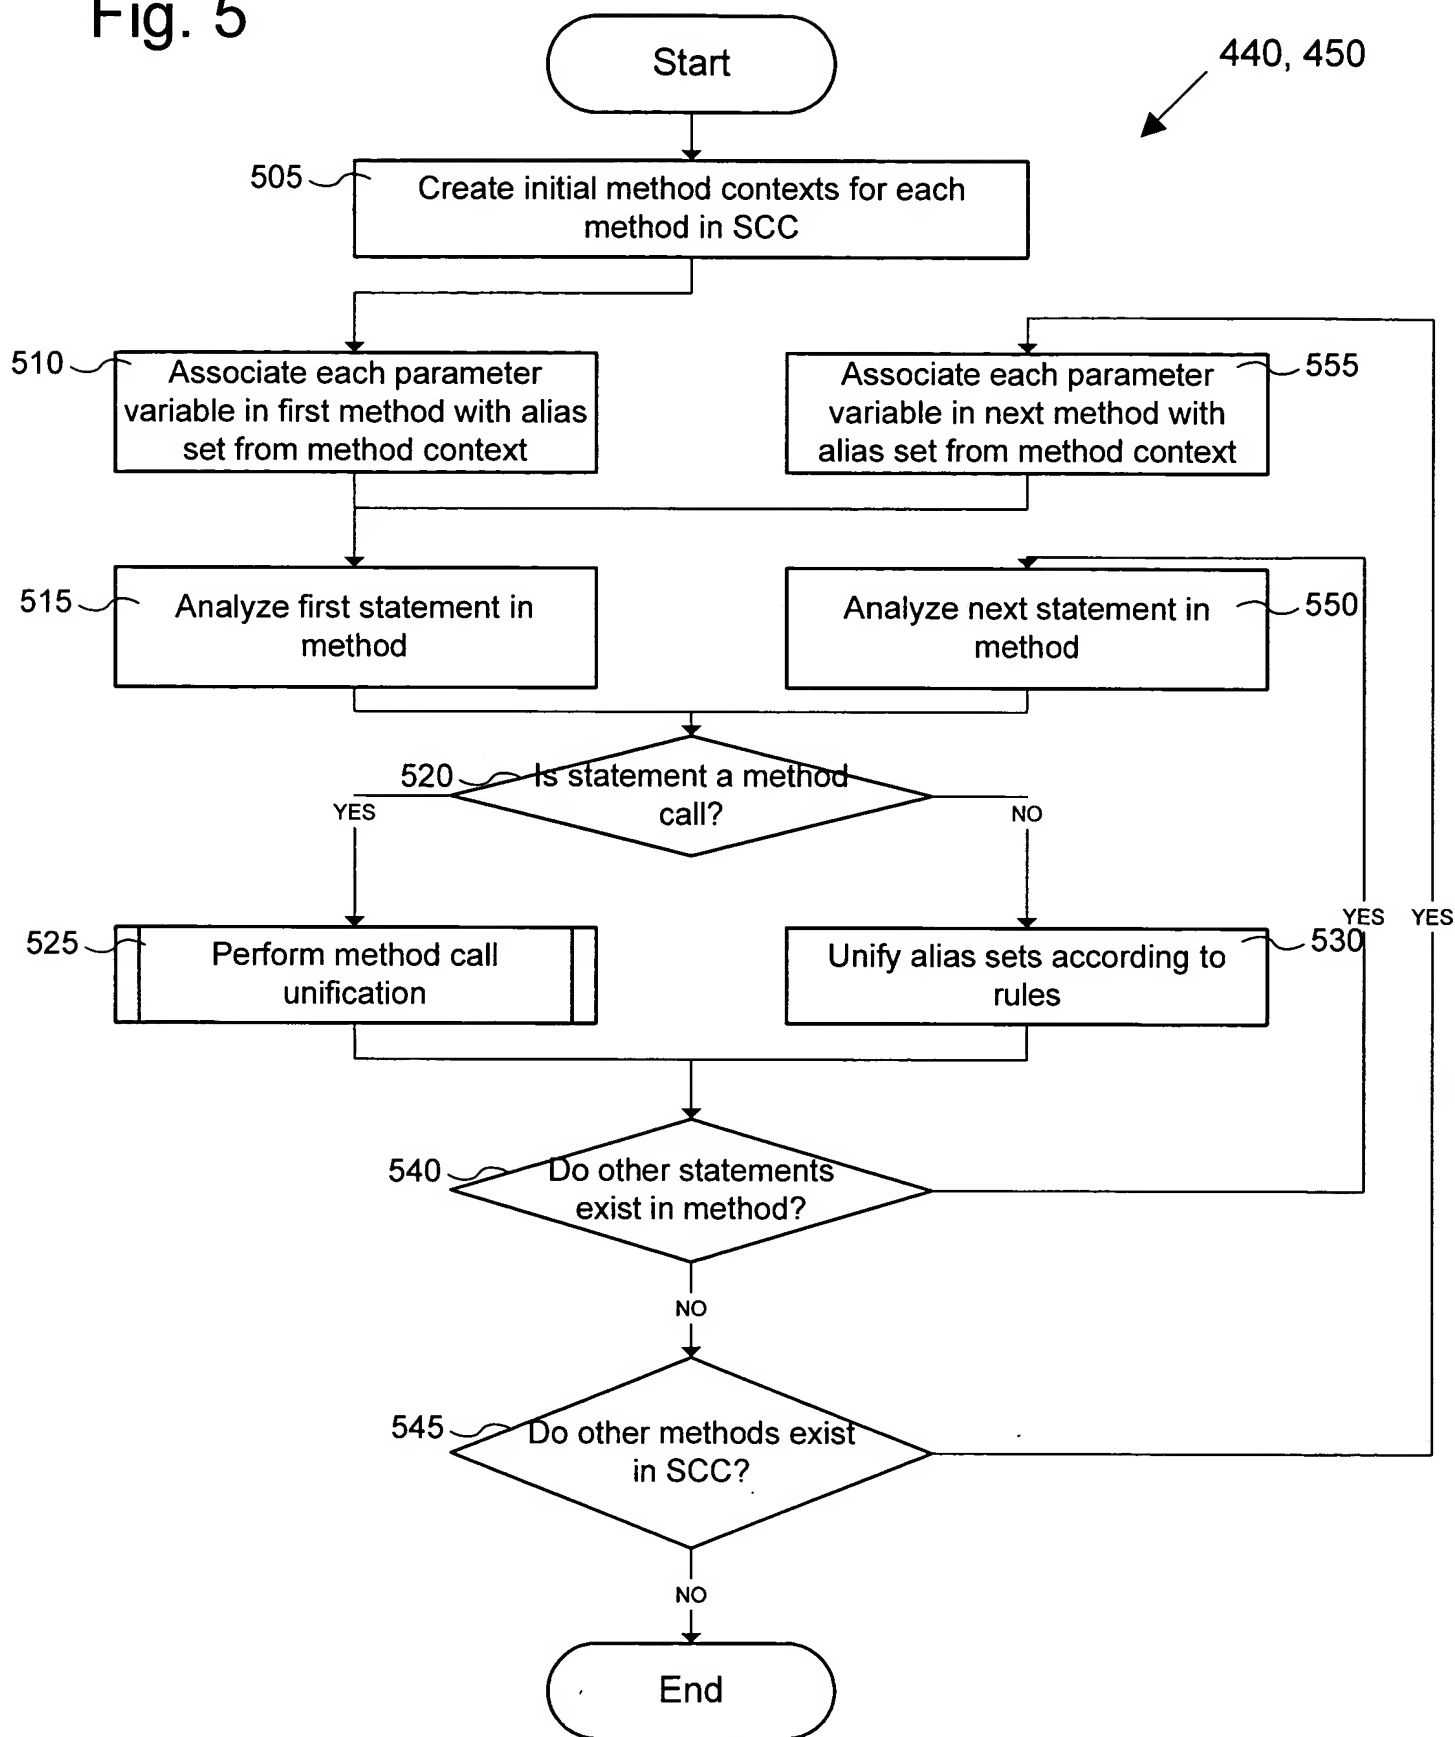 Fig. 5
Start
440, 450
505
Create initial method contexts for each
method in SCC
510
Associate each parameter
variable in first method with alias
set from method context
Associate each parameter
variable in next method with
alias set from method context
555
515
Analyze first statement in
method
Analyze next statement in
method
550
520
Is statement a method
call?
YES
NO
525
Perform method call
unification
Unify alias sets according to
rules
530
YES
YES
540
Do other statements
exist in method?
NO
545
Do other methods exist
in SCC?
NO
End